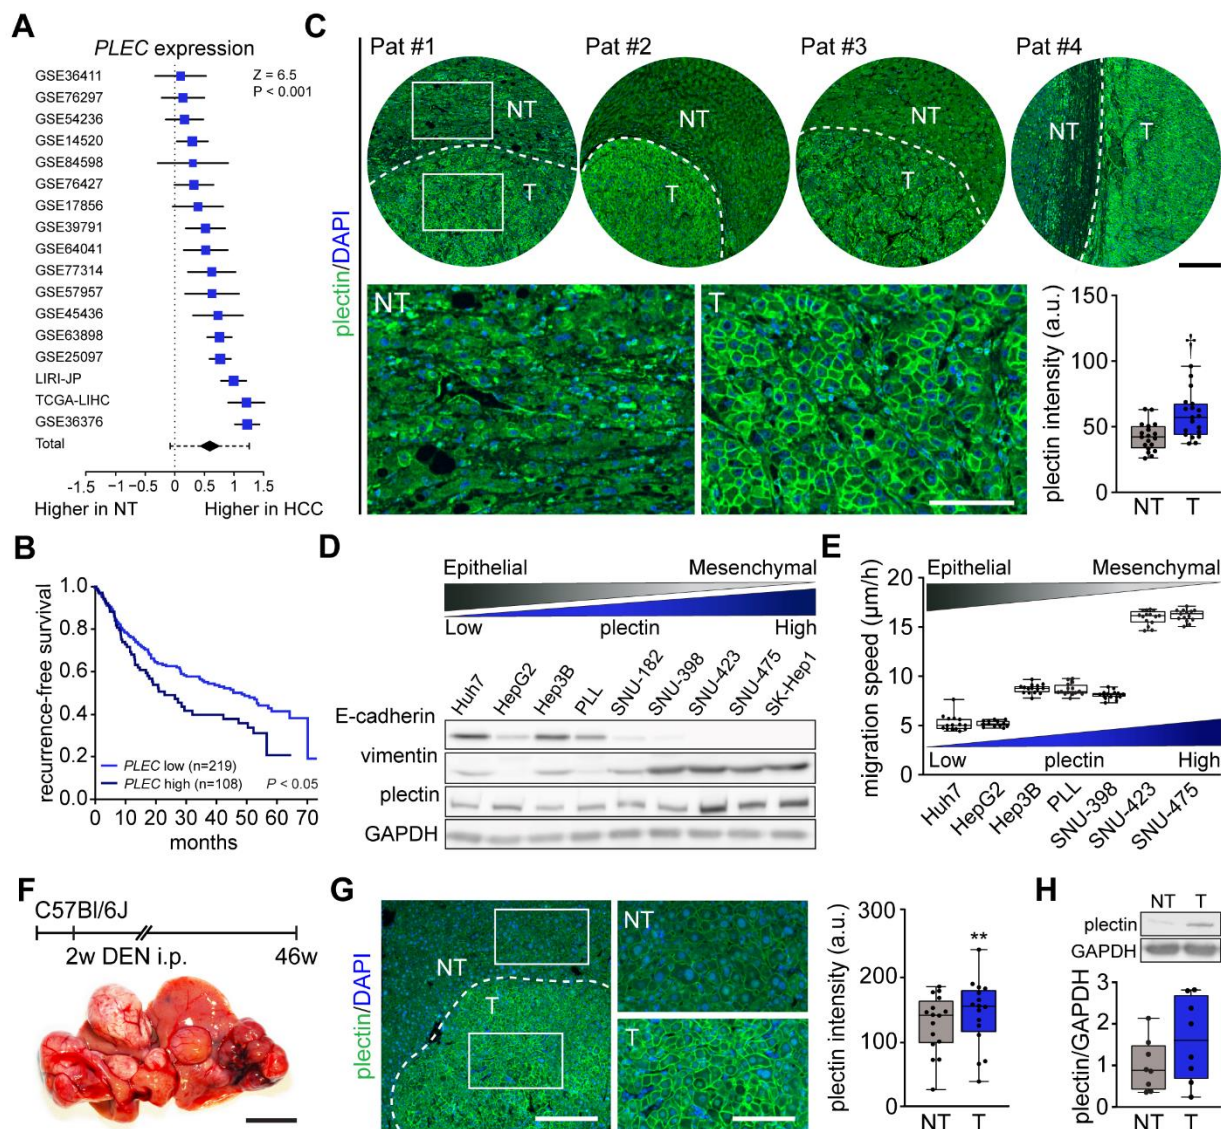 A
PLEC expression
GSE36411
GSE76297
GSE54236
GSE14520
GSE84598
GSE76427
GSE17856
GSE39791
GSE64041
GSE77314
GSE57957
GSE45436
GSE63898
GSE25097
LIRI-JP
TCGA-LIHC
GSE36376
Total
Z = 6.5
P < 0.001
-1.5 -1 -0.5 0 0.5 1 1.5
Higher in NT Higher in HCC
C
Pat #1 Pat #2 Pat #3 Pat #4
plectin/DAPI
NT NT NT NT T
T T T
NT T
plectin intensity (a.u.)
150
100
50
0
†
NT T
B
recurrence-free survival
1.0
0.8
0.6
0.4
0.2
0.0
PLEC low (n=219)
PLEC high (n=108) P < 0.05
0 10 20 30 40 50 60 70
months
D
Epithelial Mesenchymal
Low plectin High
Huh7 HepG2 Hep3B PLL SNU-182 SNU-398 SNU-423 SNU-475 SK-Hep1
E-cadherin
vimentin
plectin
GAPDH
E
migration speed (µm/h)
20
15
10
5
0
Epithelial Mesenchymal
Low plectin High
Huh7 HepG2 Hep3B PLL SNU-398 SNU-423 SNU-475
F
C57Bl/6J
2w DEN i.p. 46w
G
plectin/DAPI
NT
T
NT
T
plectin intensity (a.u.)
300
200
150
100
0
**
NT T
H
NT T
plectin
GAPDH
plectin/GAPDH
3
2
1
0
NT T